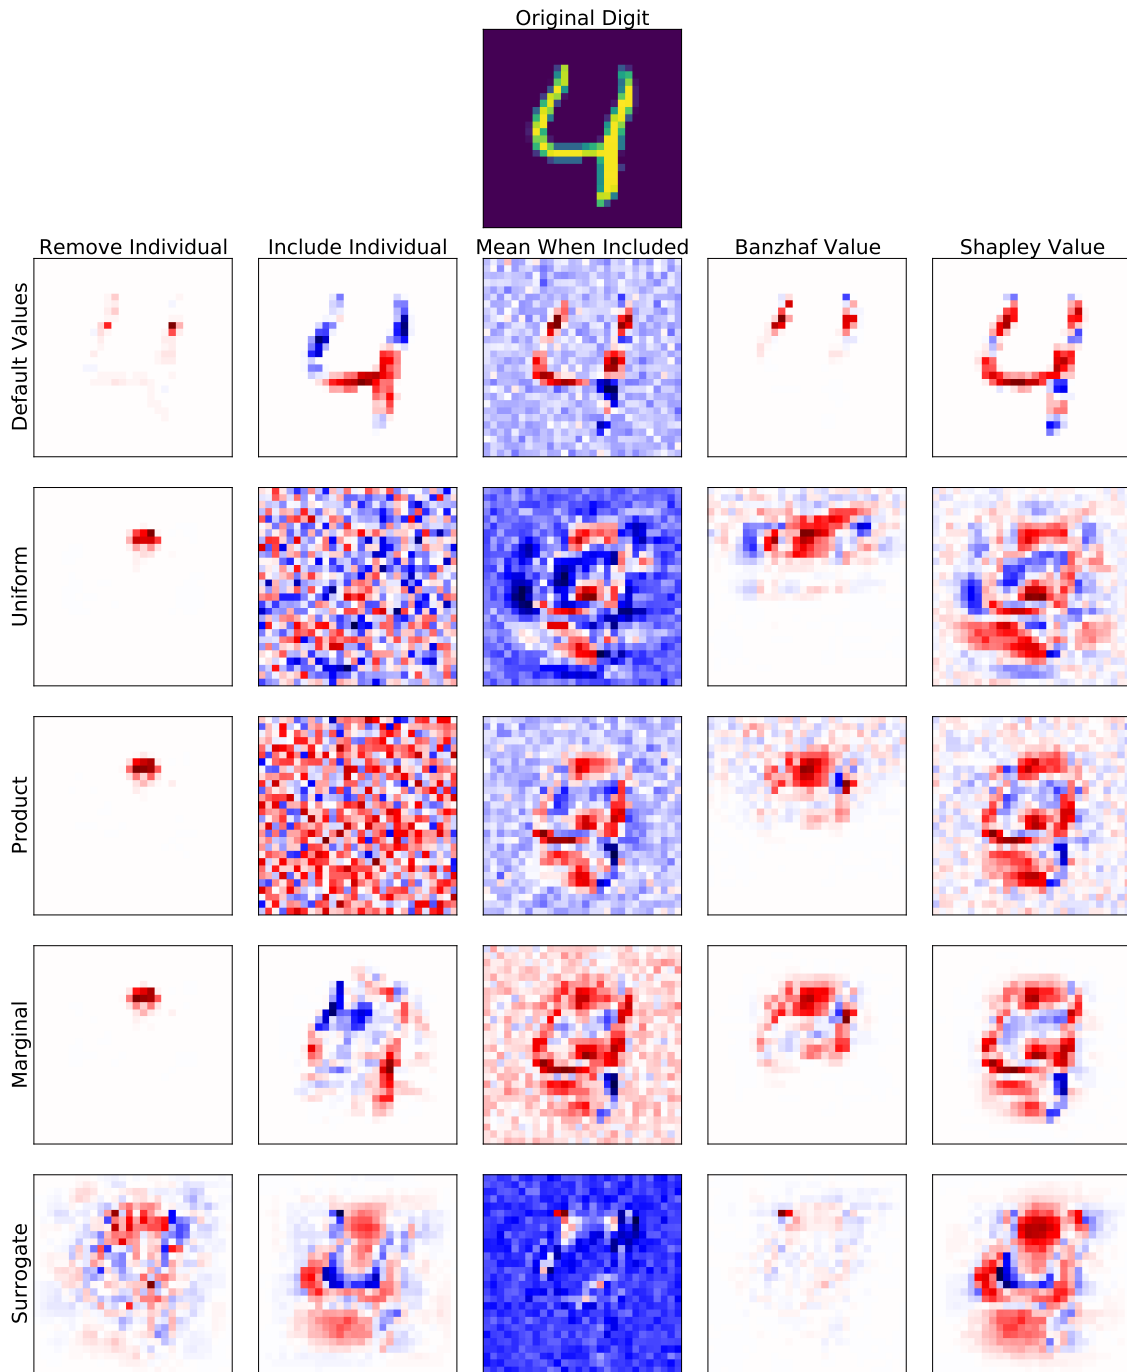 Original Digit
Remove Individual
Include Individual
Mean When Included
Banzhaf Value
Shapley Value
Default Values
Uniform
Product
Marginal
Surrogate